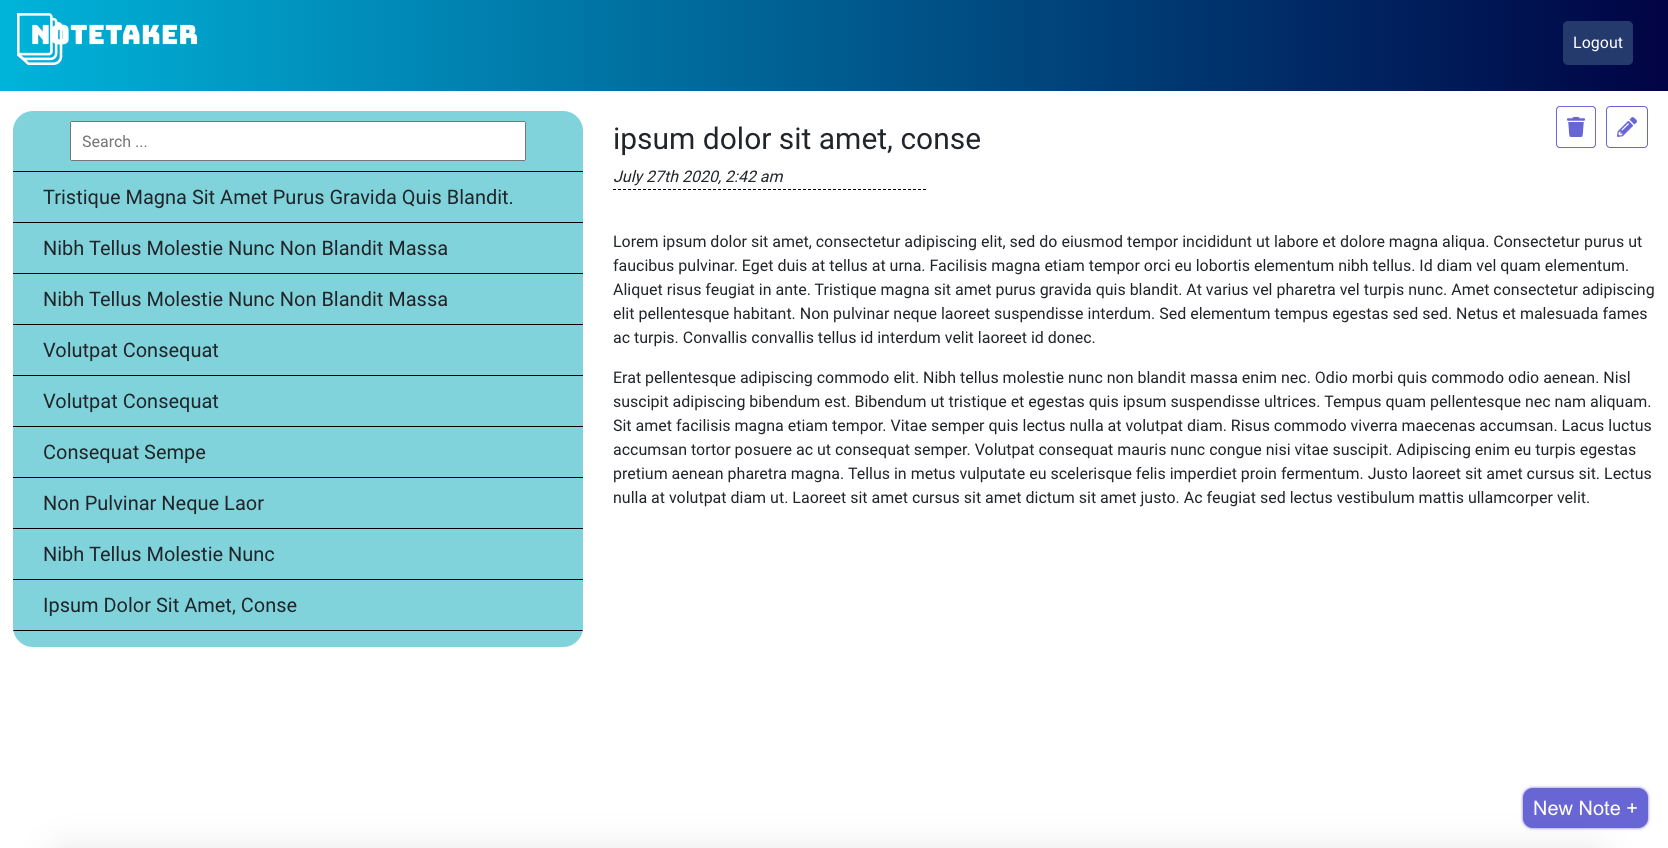 NOTETAKER
Logout
Search ...
Tristique Magna Sit Amet Purus Gravida Quis Blandit.
Nibh Tellus Molestie Nunc Non Blandit Massa
Nibh Tellus Molestie Nunc Non Blandit Massa
Volutpat Consequat
Volutpat Consequat
Consequat Sempe
Non Pulvinar Neque Laor
Nibh Tellus Molestie Nunc
Ipsum Dolor Sit Amet, Conse
ipsum dolor sit amet, conse
July 27th 2020, 2:42 am
Lorem ipsum dolor sit amet, consectetur adipiscing elit, sed do eiusmod tempor incididunt ut labore et dolore magna aliqua. Consectetur purus ut
faucibus pulvinar. Eget duis at tellus at urna. Facilisis magna etiam tempor orci eu lobortis elementum nibh tellus. Id diam vel quam elementum.
Aliquet risus feugiat in ante. Tristique magna sit amet purus gravida quis blandit. At varius vel pharetra vel turpis nunc. Amet consectetur adipiscing
elit pellentesque habitant. Non pulvinar neque laoreet suspendisse interdum. Sed elementum tempus egestas sed sed. Netus et malesuada fames
ac turpis. Convallis convallis tellus id interdum velit laoreet id donec.
Erat pellentesque adipiscing commodo elit. Nibh tellus molestie nunc non blandit massa enim nec. Odio morbi quis commodo odio aenean. Nisl
suscipit adipiscing bibendum est. Bibendum ut tristique et egestas quis ipsum suspendisse ultrices. Tempus quam pellentesque nec nam aliquam.
Sit amet facilisis magna etiam tempor. Vitae semper quis lectus nulla at volutpat diam. Risus commodo viverra maecenas accumsan. Lacus luctus
accumsan tortor posuere ac ut consequat semper. Volutpat consequat mauris nunc congue nisi vitae suscipit. Adipiscing enim eu turpis egestas
pretium aenean pharetra magna. Tellus in metus vulputate eu scelerisque felis imperdiet proin fermentum. Justo laoreet sit amet cursus sit. Lectus
nulla at volutpat diam ut. Laoreet sit amet cursus sit amet dictum sit amet justo. Ac feugiat sed lectus vestibulum mattis ullamcorper velit.
New Note +